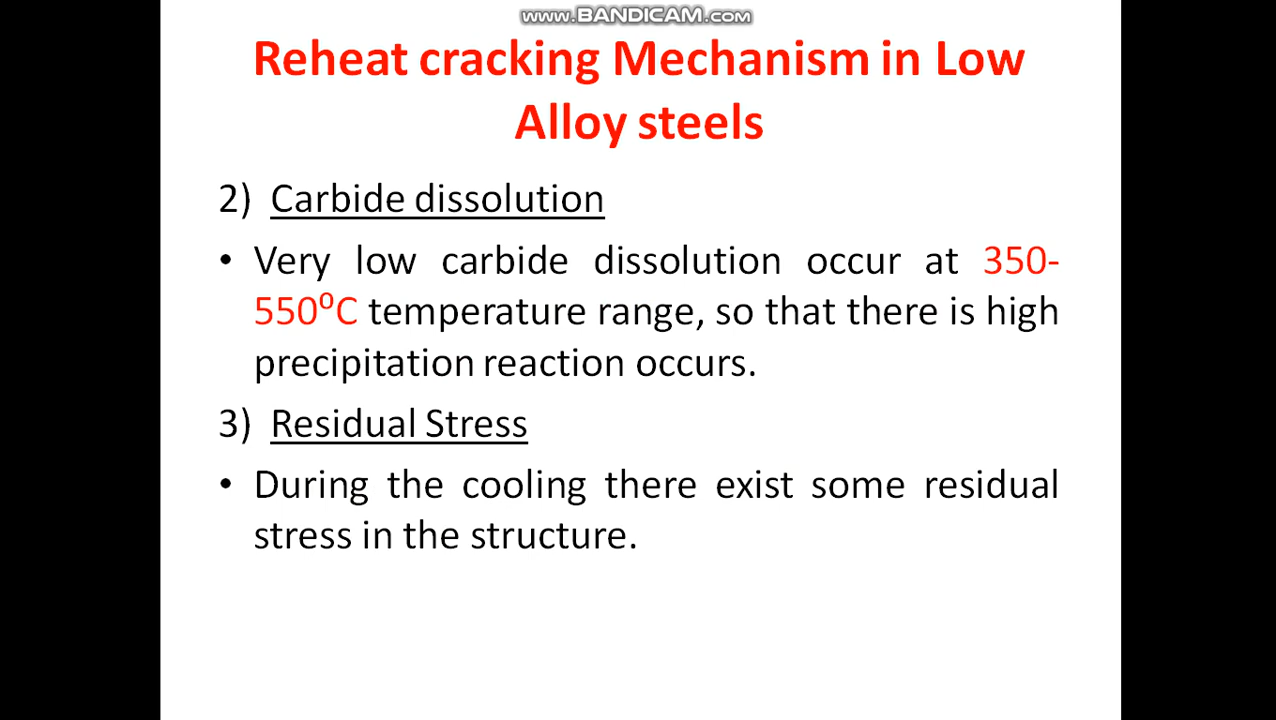 www.BANDICAM.com
Reheat cracking Mechanism in Low
Alloy steels
2) Carbide dissolution
• Very low carbide dissolution occur at 350-
550⁰C temperature range, so that there is high
precipitation reaction occurs.
3) Residual Stress
• During the cooling there exist some residual
stress in the structure.